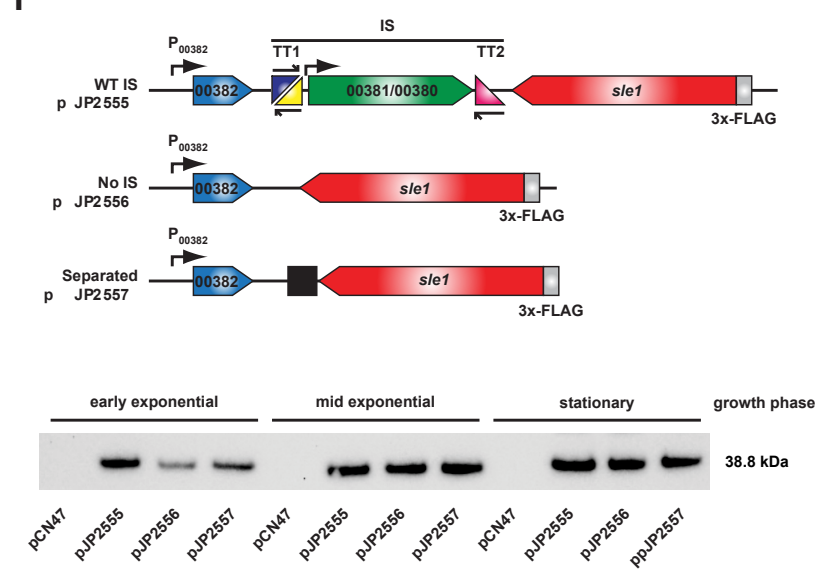 IS
P00382
TT1
TT2
WT IS
p JP2555
00382
00381/00380
sle1
3x-FLAG
P00382
No IS
p JP2556
00382
sle1
3x-FLAG
P00382
Separated
p JP2557
00382
sle1
3x-FLAG
early exponential
mid exponential
stationary
growth phase
38.8 kDa
pCN47
pJP2555
pJP2556
pJP2557
pCN47
pJP2555
pJP2556
pJP2557
pCN47
pJP2555
pJP2556
ppJP2557